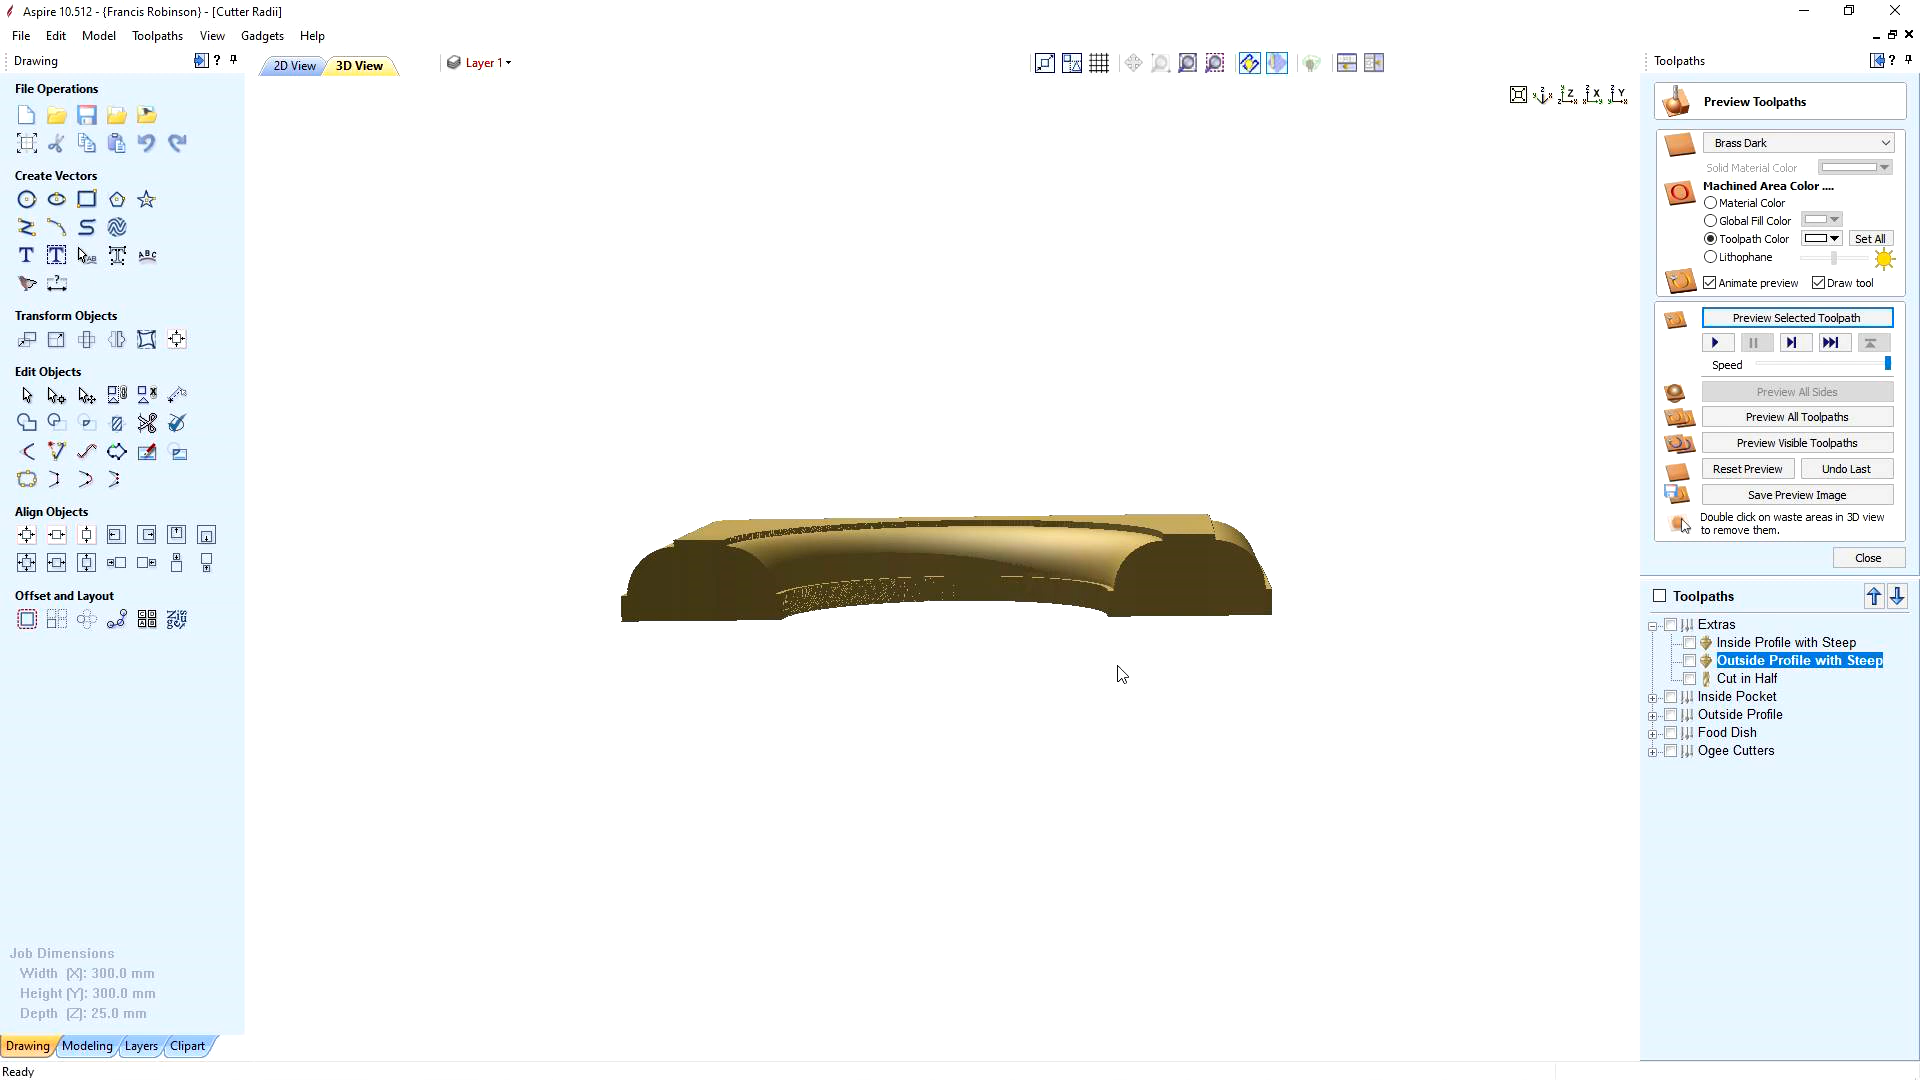 Aspire 10.512 - {Francis Robinson} - [Cutter Radii]
File Edit Model Toolpaths View Gadgets Help
Drawing
2D View 3D View Layer 1
Toolpaths
File Operations
Create Vectors
Transform Objects
Edit Objects
Align Objects
Offset and Layout
Job Dimensions
Width (X): 300.0 mm
Height (Y): 300.0 mm
Depth (Z): 25.0 mm
Drawing Modeling Layers Clipart
Ready
Preview Toolpaths
Brass Dark
Solid Material Color
Machined Area Color ....
Material Color
Global Fill Color
Toolpath Color Set All
Lithophane
Animate preview Draw tool
Preview Selected Toolpath
Speed
Preview All Sides
Preview All Toolpaths
Preview Visible Toolpaths
Reset Preview Undo Last
Save Preview Image
Double click on waste areas in 3D view
to remove them.
Close
Toolpaths
Extras
Inside Profile with Steep
Outside Profile with Steep
Cut in Half
Inside Pocket
Outside Profile
Food Dish
Ogee Cutters